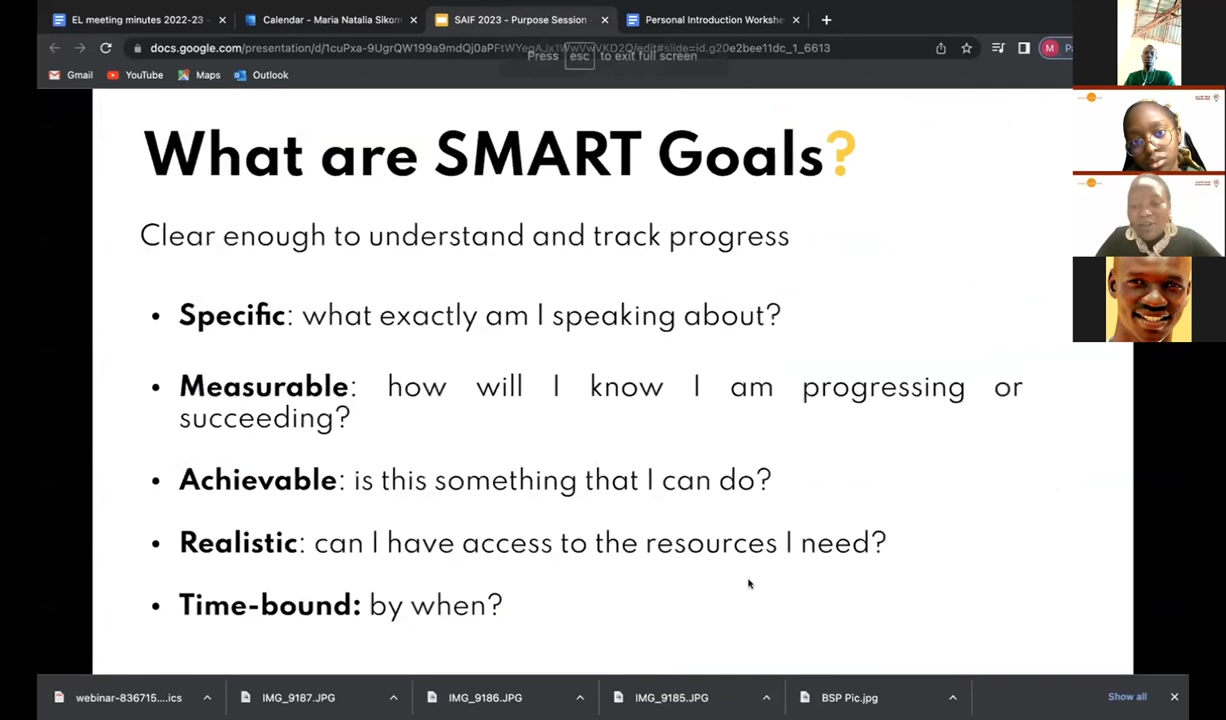 EL meeting minutes 2022-23
Calendar - Maria Natalia Sikom
SAIF 2023 - Purpose Session
Personal Introduction Workshe
docs.google.com/presentation/d/
Press esc to exit full screen
M
Gmail
YouTube
Maps
Outlook
What are SMART Goals?
Clear enough to understand and track progress
• Specific: what exactly am I speaking about?
• Measurable: how will I know I am progressing or
succeeding?
• Achievable: is this something that I can do?
• Realistic: can I have access to the resources I need?
• Time-bound: by when?
webinar-836715....ics
IMG_9187.JPG
IMG_9186.JPG
IMG_9185.JPG
BSP Pic.jpg
Show all